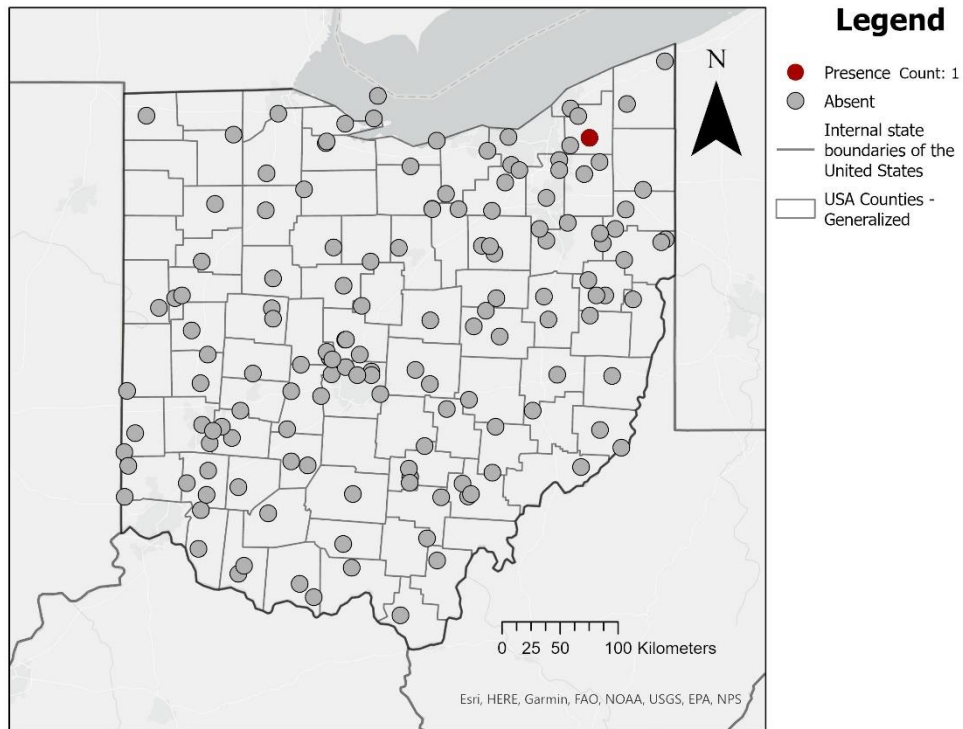 Legend
Presence Count: 1
Absent
Internal state
boundaries of the
United States
USA Counties -
Generalized
N
0 25 50 100 Kilometers
Esri, HERE, Garmin, FAO, NOAA, USGS, EPA, NPS